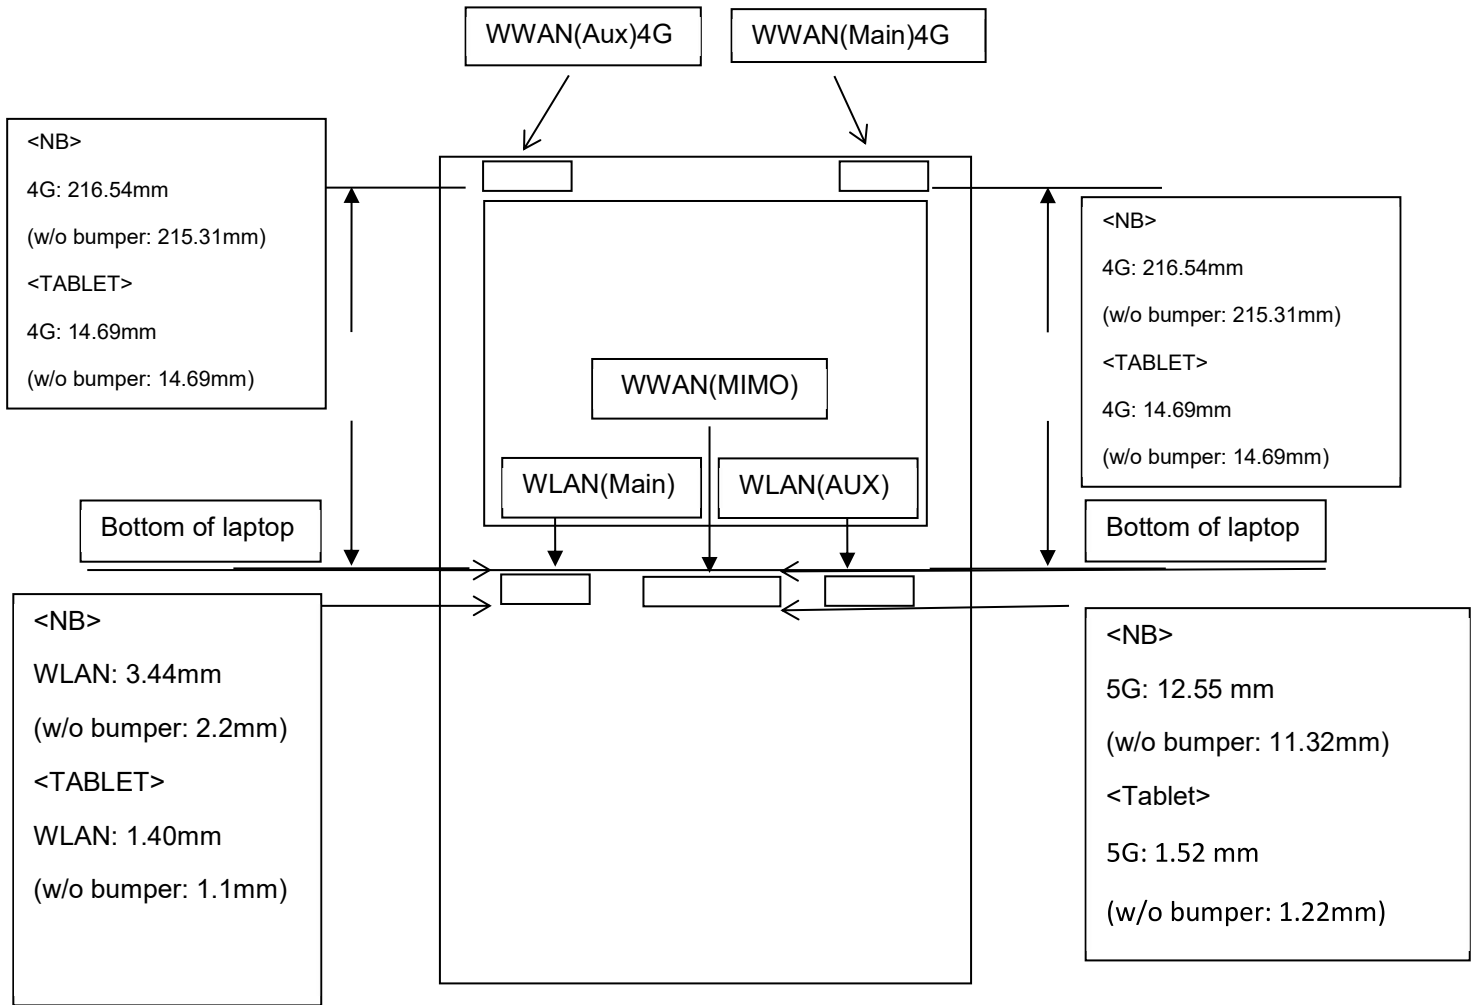 WWAN(Aux)4G
WWAN(Main)4G
<NB>
4G: 216.54mm
(w/o bumper: 215.31mm)
<TABLET>
4G: 14.69mm
(w/o bumper: 14.69mm)
<NB>
4G: 216.54mm
(w/o bumper: 215.31mm)
<TABLET>
4G: 14.69mm
(w/o bumper: 14.69mm)
WWAN(MIMO)
WLAN(Main)
WLAN(AUX)
Bottom of laptop
Bottom of laptop
<NB>
WLAN: 3.44mm
(w/o bumper: 2.2mm)
<TABLET>
WLAN: 1.40mm
(w/o bumper: 1.1mm)
<NB>
5G: 12.55 mm
(w/o bumper: 11.32mm)
<Tablet>
5G: 1.52 mm
(w/o bumper: 1.22mm)